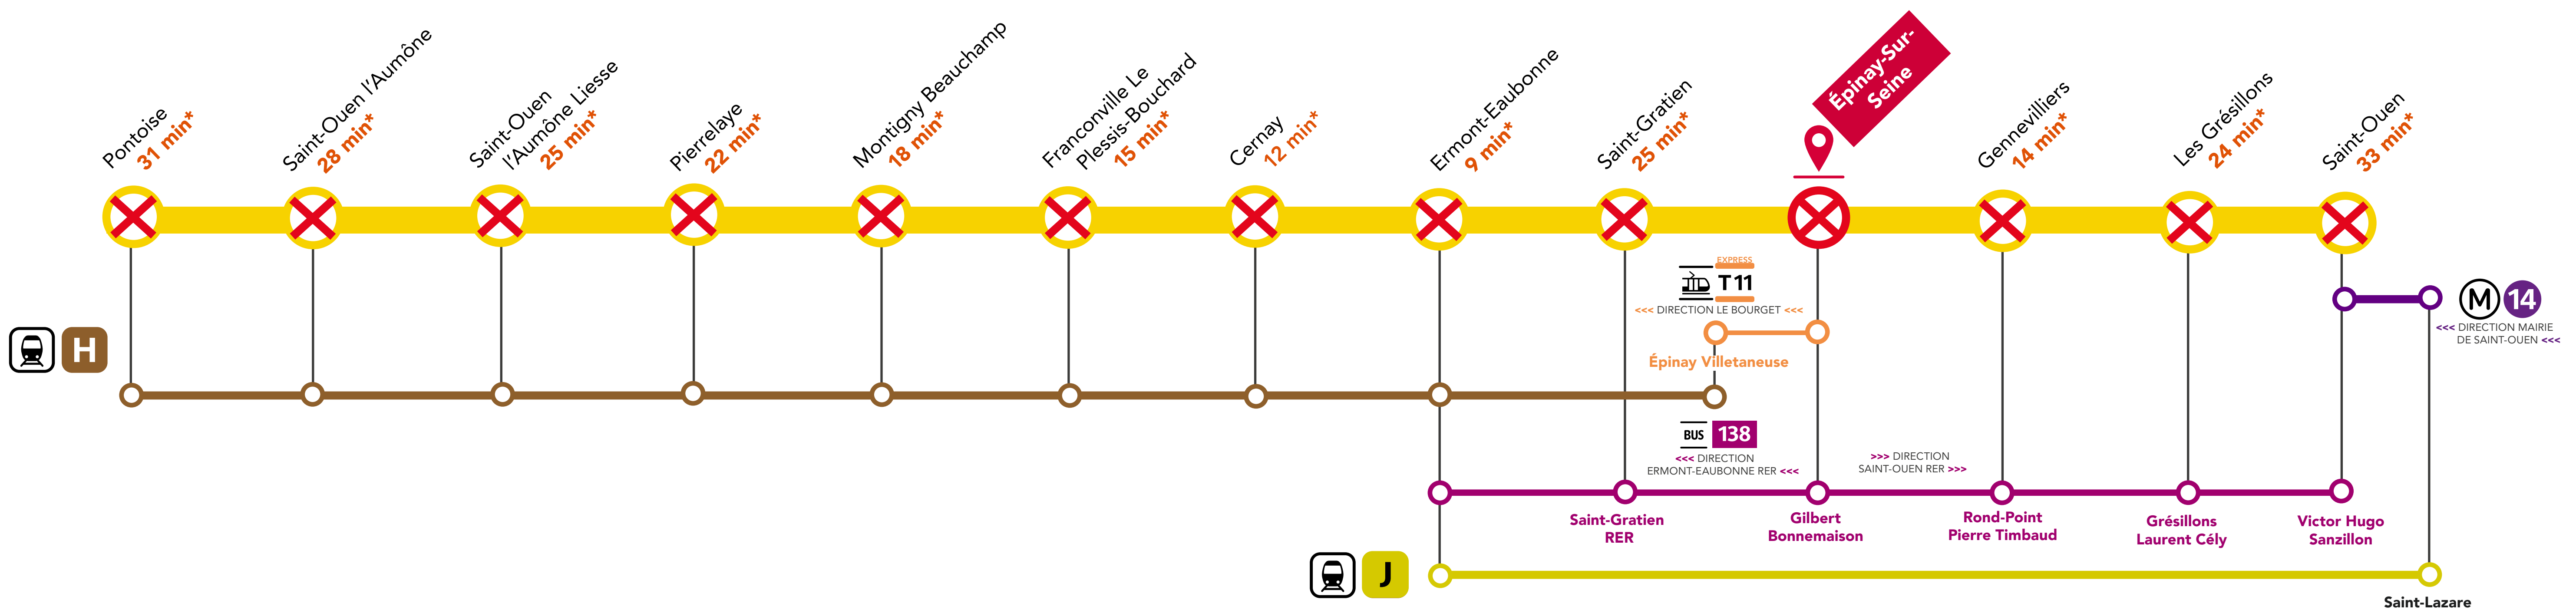 Pontoise
31 min*
Saint-Ouen l’Aumône
28 min*
Saint-Ouen
l’Aumône Liesse
25 min*
Pierrelaye
22 min*
Montigny Beauchamp
18 min*
Franconville Le
Plessis-Bouchard
15 min*
Cernay
12 min*
Ermont-Eaubonne
9 min*
Saint-Gratien
25 min*
Épinay-Sur-
Seine
Gennevilliers
14 min*
Les Grésillons
24 min*
Saint-Ouen
33 min*
EXPRESS
T11
<<< DIRECTION LE BOURGET <<<
Épinay Villetaneuse
M 14
<<< DIRECTION MAIRIE
DE SAINT-OUEN <<<
H
BUS 138
<<< DIRECTION
ERMONT-EAUBONNE RER <<<
>>> DIRECTION
SAINT-OUEN RER >>>
Saint-Gratien
RER
Gilbert
Bonnemaison
Rond-Point
Pierre Timbaud
Grésillons
Laurent Cély
Victor Hugo
Sanzillon
J
Saint-Lazare